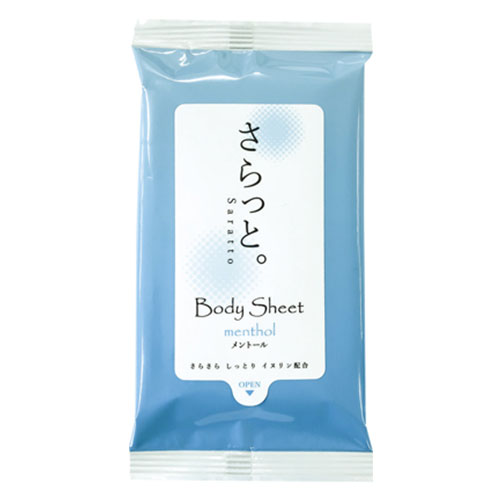 さらっと。
Saratto
Body Sheet
menthol
メントール
さらさら しっとり イヌリン配合
OPEN